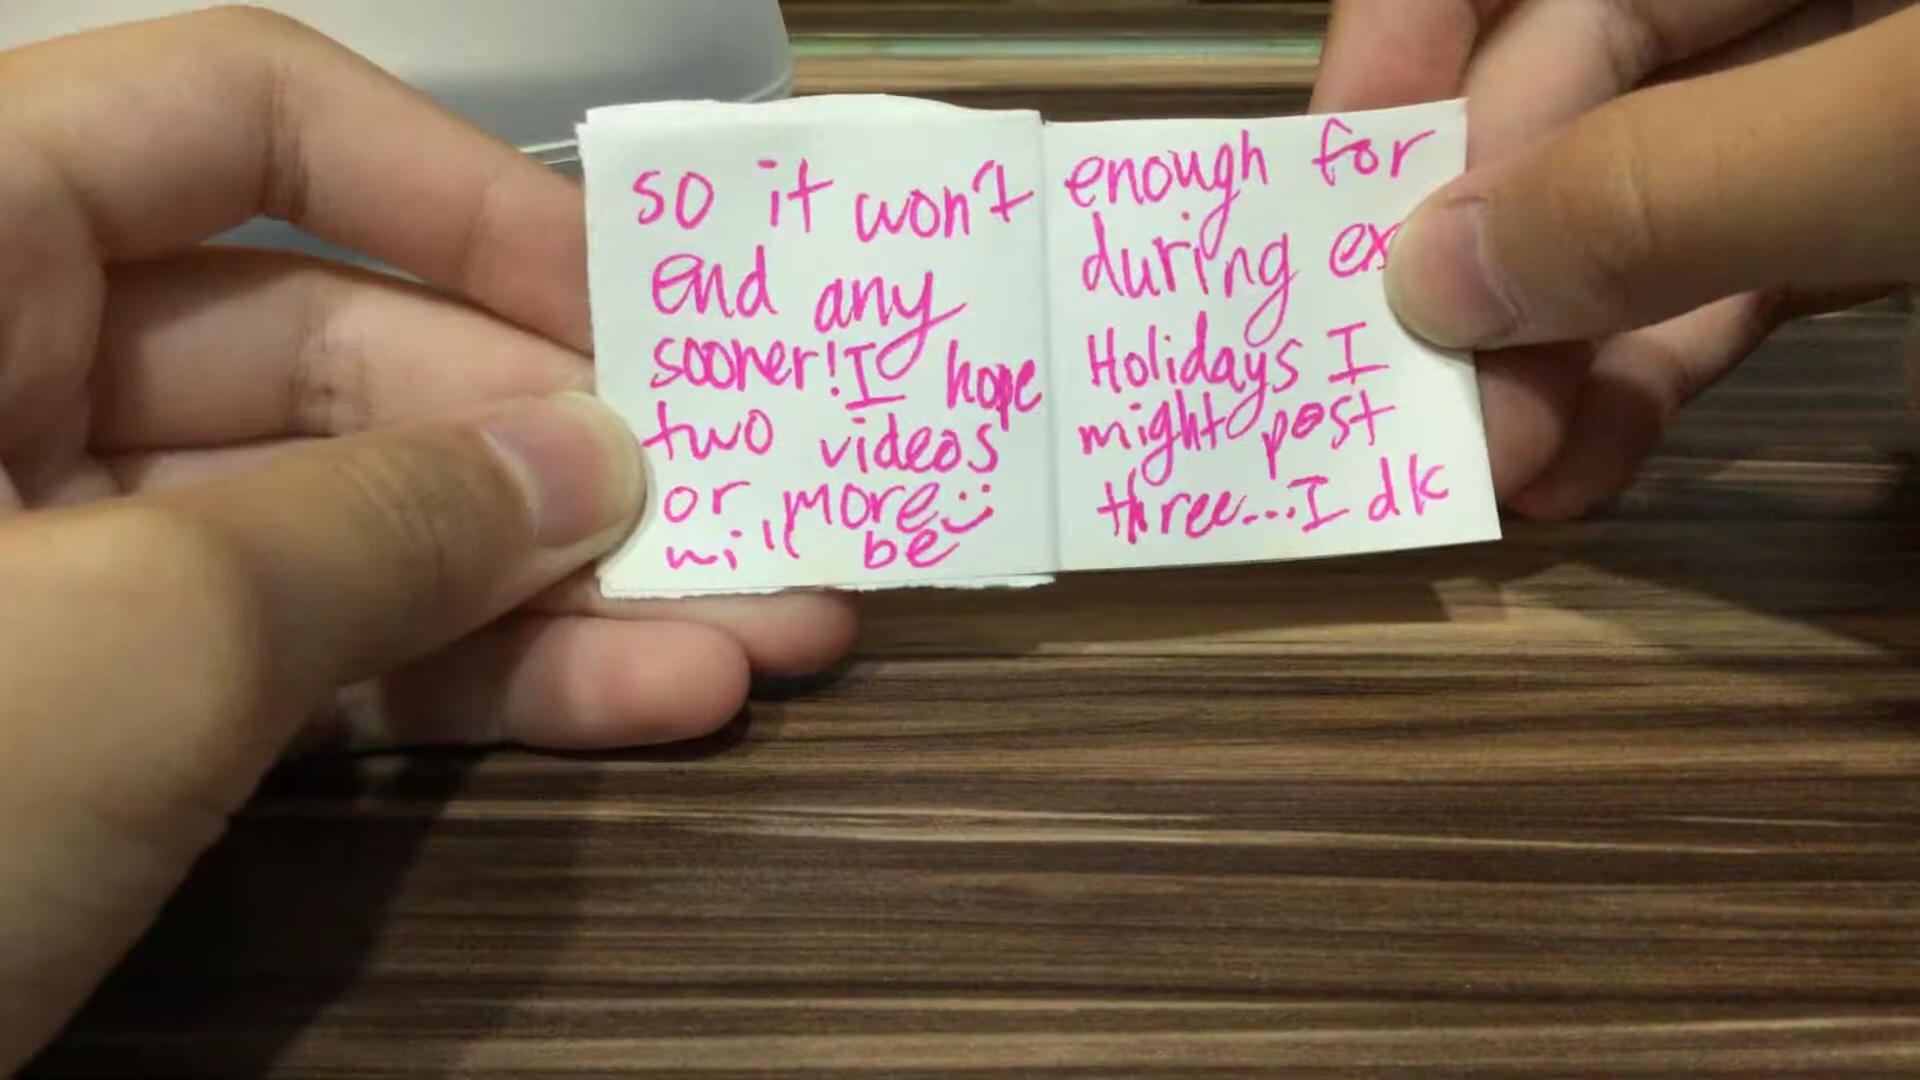 so it won't
end any
sooner! I hope
two videos
or more :)
will be
enough for
during
Holidays I
might post
three... I dk